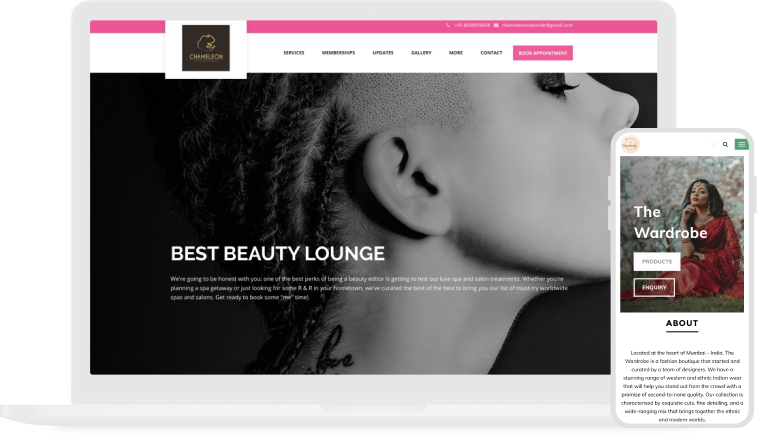 chameleonsalonslr@gmail.com
CHAMELEON
SERVICES
MEMBERSHIPS
UPDATES
GALLERY
MORE
CONTACT
BOOK APPOINTMENT
BEST BEAUTY LOUNGE
We're going to be honest with you: one of the best perks of being a beauty editor is getting to test out luxe spa and salon treatments. Whether you're
planning a spa getaway or just looking for some R & R in your hometown, we've curated the best of the best to bring you our list of must-try worldwide
spas and salons. Get ready to book some "me" time!
love
The
Wardrobe
PRODUCTS
ENQUIRY
ABOUT
Located at the heart of Mumbai – India, The
Wardrobe is a fashion boutique that started and
curated by a team of designers. We have a
stunning range of western and ethnic Indian wear
that will help you stand out from the crowd with a
promise of second-to-none quality. Our collection is
characterised by exquisite cuts, fine detailing, and a
wide-ranging mix that brings together the ethnic
and modern worlds.